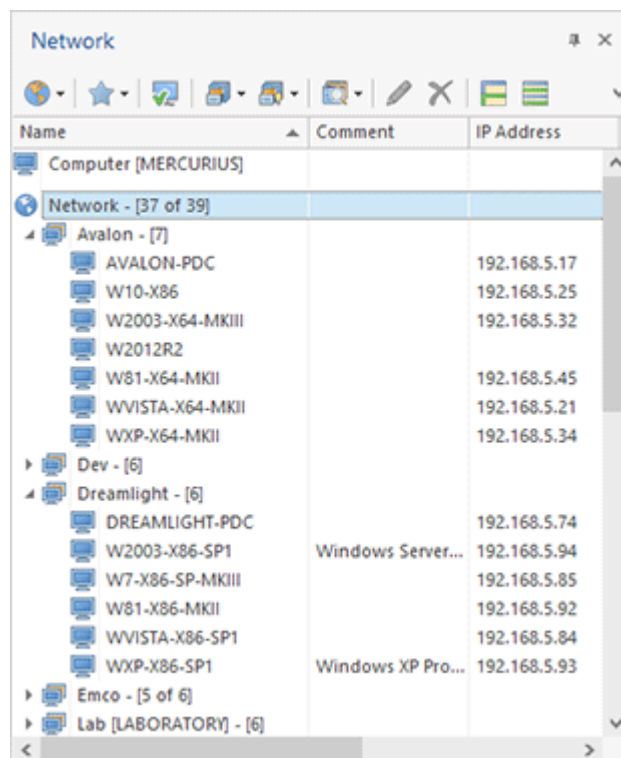 Network
Name Comment IP Address
Computer [MERCURIUS]
Network - [37 of 39]
Avalon - [7]
AVALON-PDC 192.168.5.17
W10-X86 192.168.5.25
W2003-X64-MKIII 192.168.5.32
W2012R2
W81-X64-MKII 192.168.5.45
WVISTA-X64-MKII 192.168.5.21
WXP-X64-MKII 192.168.5.34
Dev - [6]
Dreamlight - [6]
DREAMLIGHT-PDC 192.168.5.74
W2003-X86-SP1 Windows Server... 192.168.5.94
W7-X86-SP-MKIII 192.168.5.85
W81-X86-MKII 192.168.5.92
WVISTA-X86-SP1 192.168.5.84
WXP-X86-SP1 Windows XP Pro... 192.168.5.93
Emco - [5 of 6]
Lab [LABORATORY] - [6]